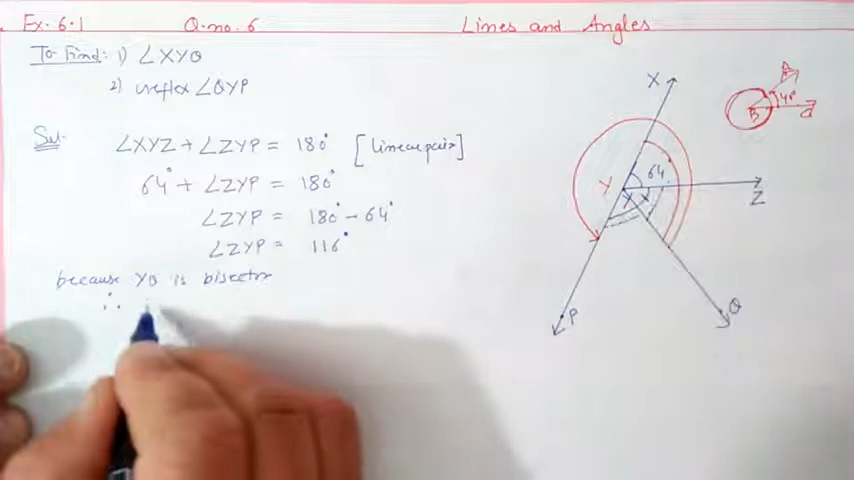 Ex. 6.1 Q. no. 6 Lines and Angles
To Find: 1) ∠XYQ
2) reflex ∠QYP
Sol.
∠XYZ + ∠ZYP = 180° [linear pair]
64° + ∠ZYP = 180°
∠ZYP = 180° - 64°
∠ZYP = 116°
because YQ is bisector
∴
X
Y
64°
Z
P
Q
A
B
C